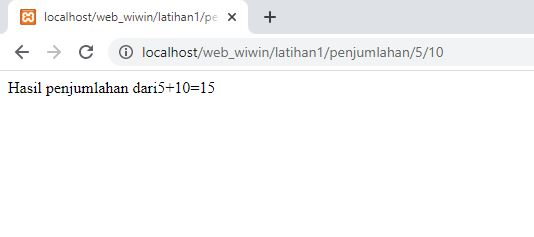 localhost/web_wiwin/latihan1/pe
localhost/web_wiwin/latihan1/penjumlahan/5/10
Hasil penjumlahan dari5+10=15